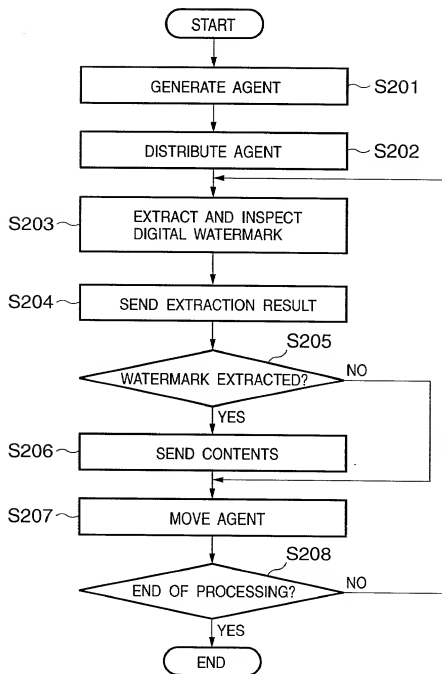 START
GENERATE AGENT
S201
DISTRIBUTE AGENT
S202
S203
EXTRACT AND INSPECT
DIGITAL WATERMARK
S204
SEND EXTRACTION RESULT
S205
WATERMARK EXTRACTED?
NO
YES
S206
SEND CONTENTS
S207
MOVE AGENT
S208
END OF PROCESSING?
NO
YES
END